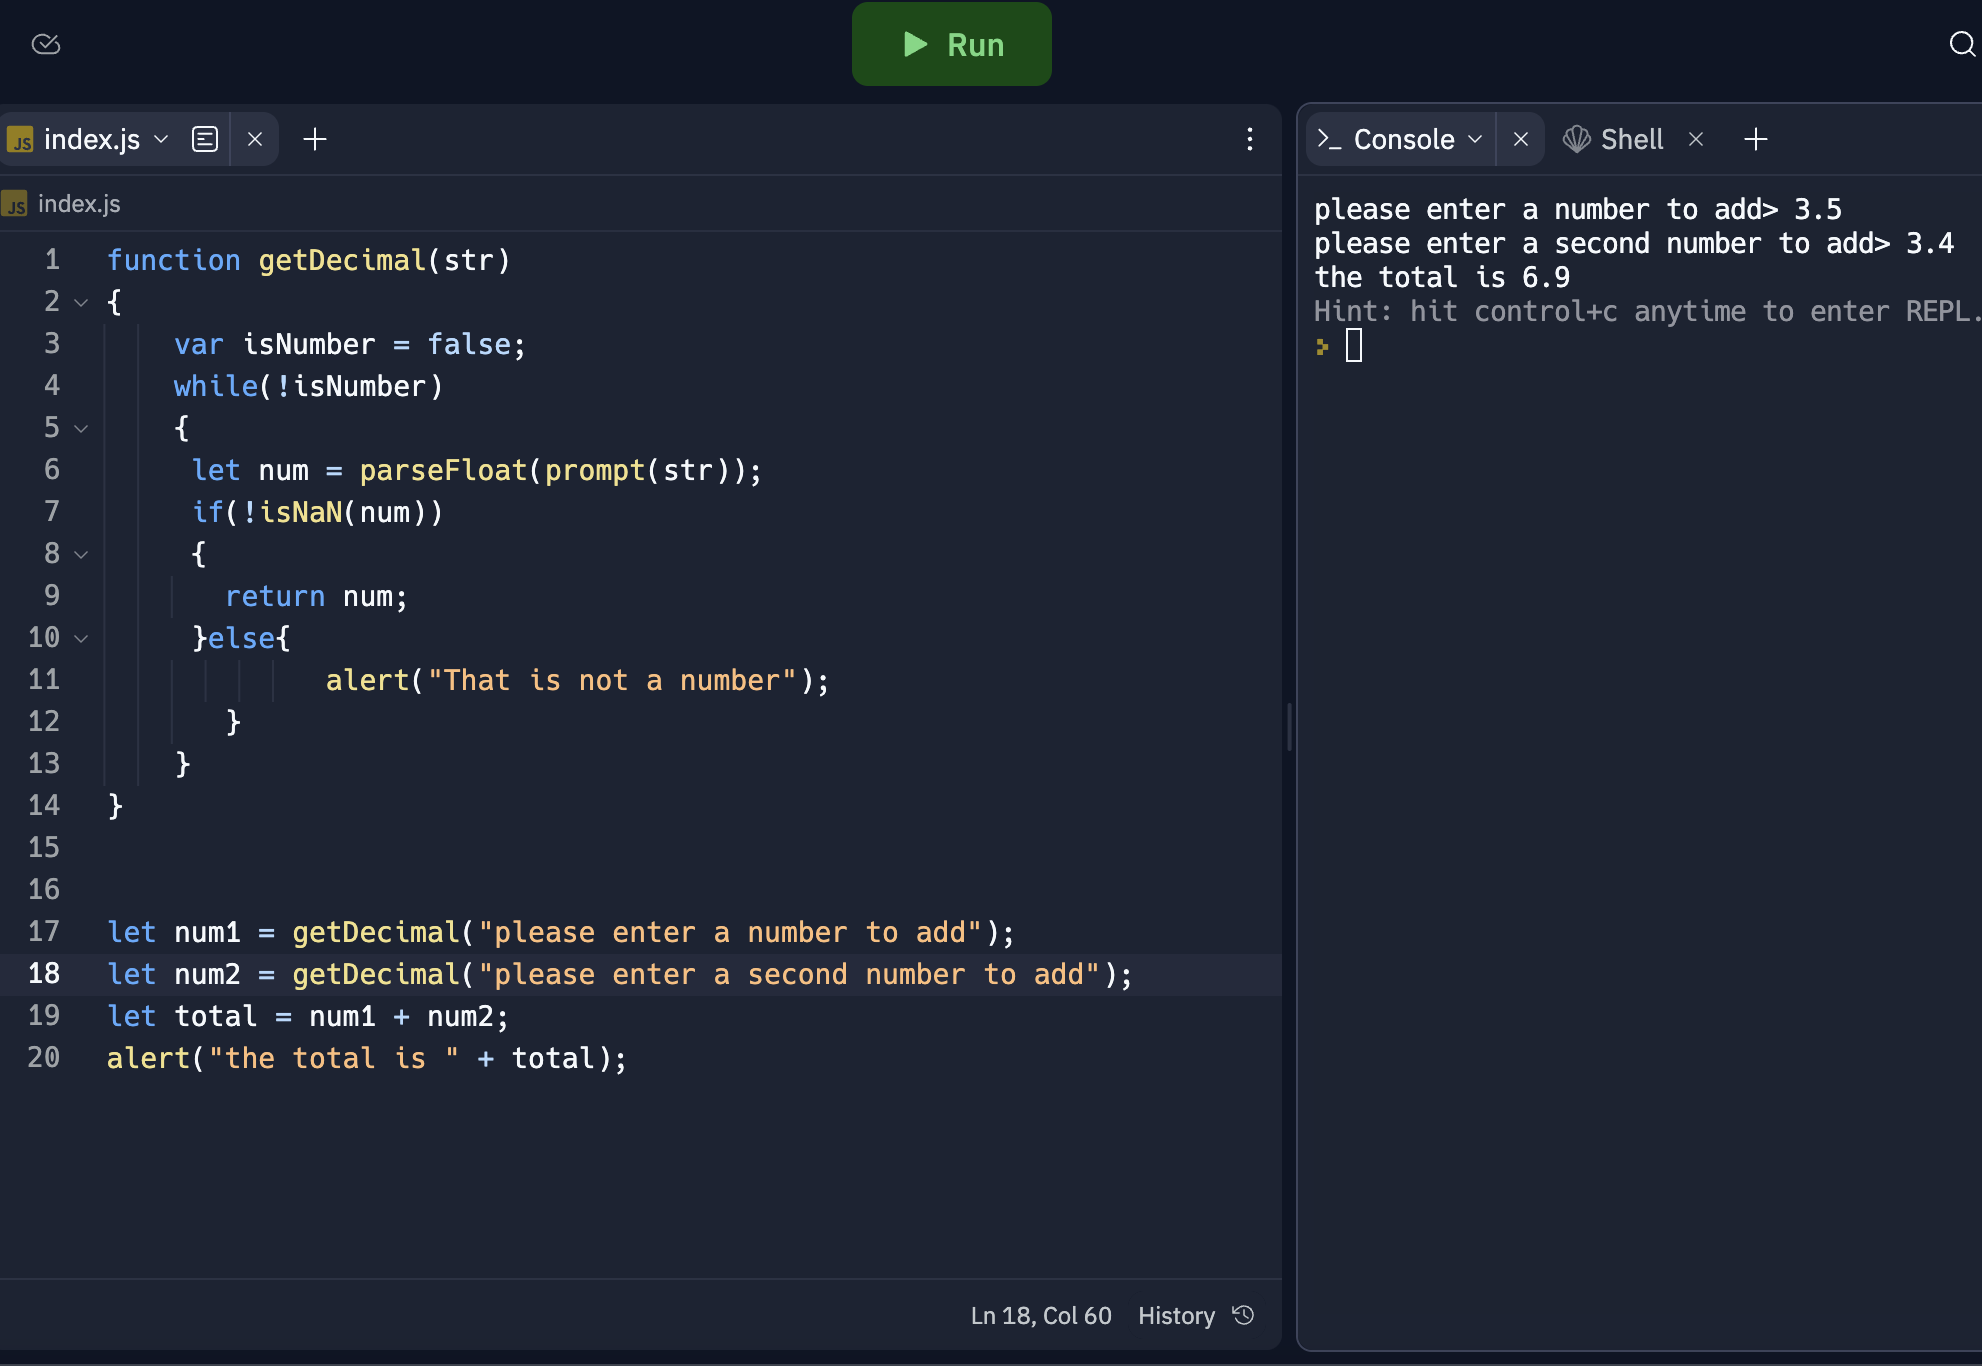 Run
JS index.js
Console
Shell
JS index.js
1 function getDecimal(str)
2 {
3 var isNumber = false;
4 while(!isNumber)
5 {
6 let num = parseFloat(prompt(str));
7 if(!isNaN(num))
8 {
9 return num;
10 }else{
11 alert("That is not a number");
12 }
13 }
14 }
15
16
17 let num1 = getDecimal("please enter a number to add");
18 let num2 = getDecimal("please enter a second number to add");
19 let total = num1 + num2;
20 alert("the total is " + total);
Ln 18, Col 60 History
please enter a number to add> 3.5
please enter a second number to add> 3.4
the total is 6.9
Hint: hit control+c anytime to enter REPL.